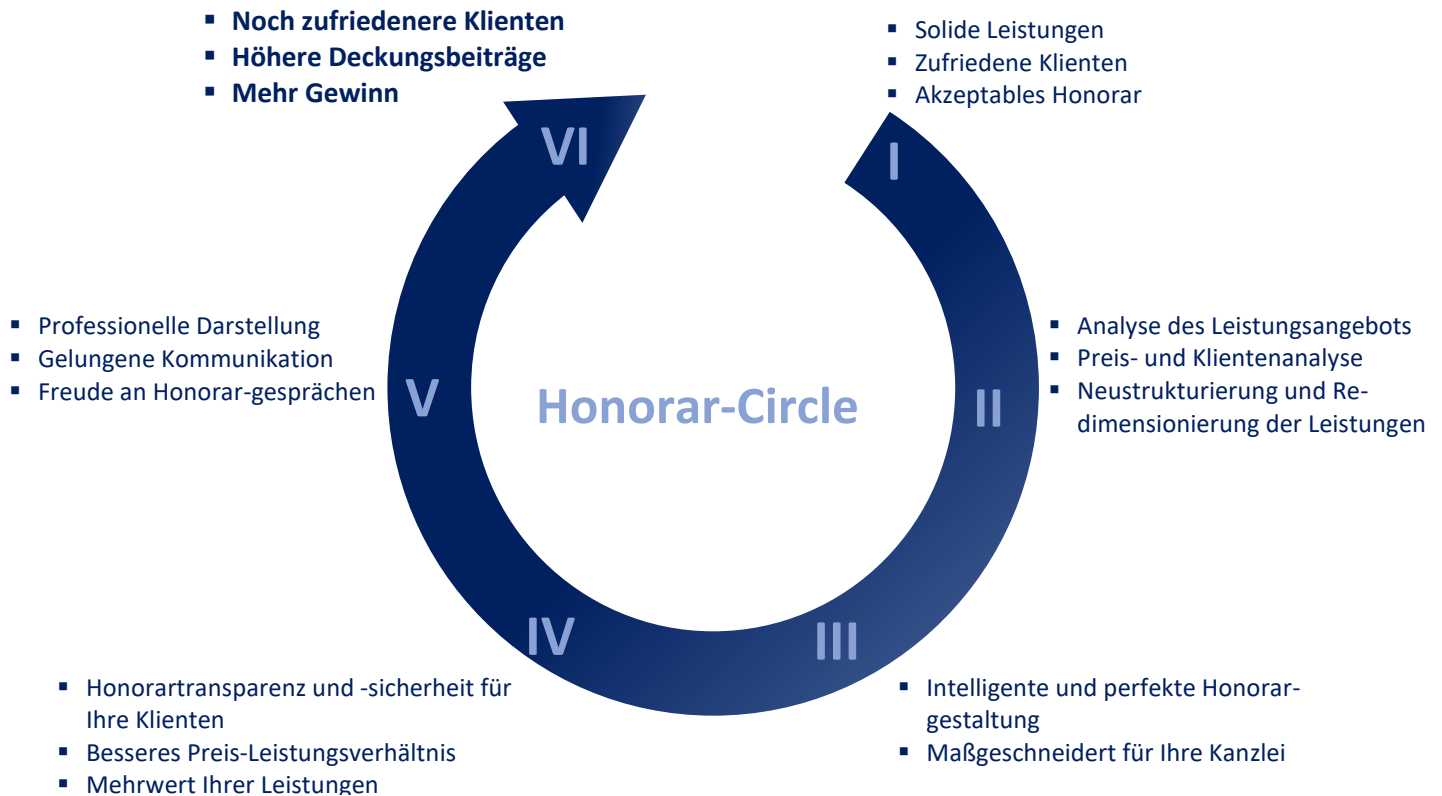 ▪ Noch zufriedenere Klienten
▪ Höhere Deckungsbeiträge
▪ Mehr Gewinn
VI
▪ Solide Leistungen
▪ Zufriedene Klienten
▪ Akzeptables Honorar
I
▪ Professionelle Darstellung
▪ Gelungene Kommunikation
▪ Freude an Honorar-gesprächen
V
Honorar-Circle
▪ Analyse des Leistungsangebots
▪ Preis- und Klientenanalyse
▪ Neustrukturierung und Re-
dimensionierung der Leistungen
II
IV
▪ Honorartransparenz und -sicherheit für
Ihre Klienten
▪ Besseres Preis-Leistungsverhältnis
▪ Mehrwert Ihrer Leistungen
III
▪ Intelligente und perfekte Honorar-
gestaltung
▪ Maßgeschneidert für Ihre Kanzlei